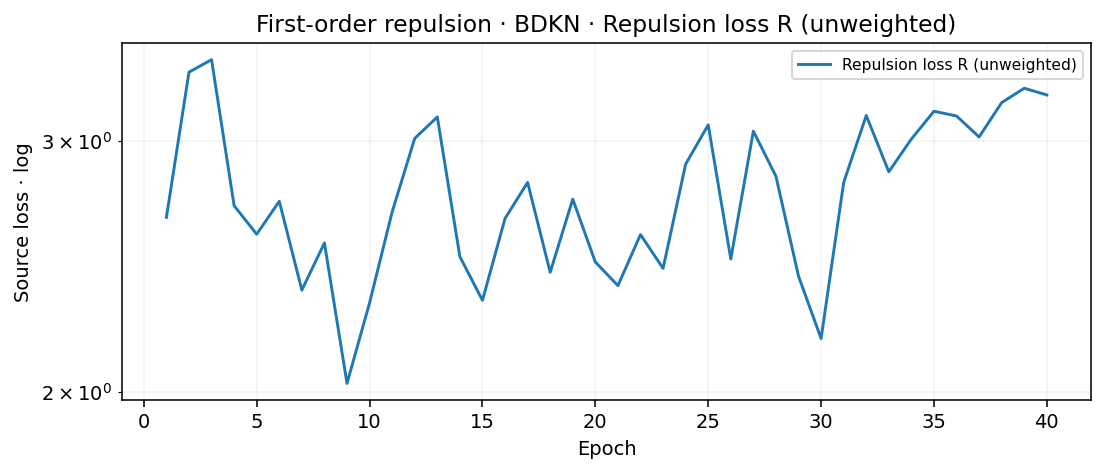 First-order repulsion · BDKN · Repulsion loss R (unweighted)
Repulsion loss R (unweighted)
Source loss · log
3 × 10⁰
2 × 10⁰
0 5 10 15 20 25 30 35 40
Epoch